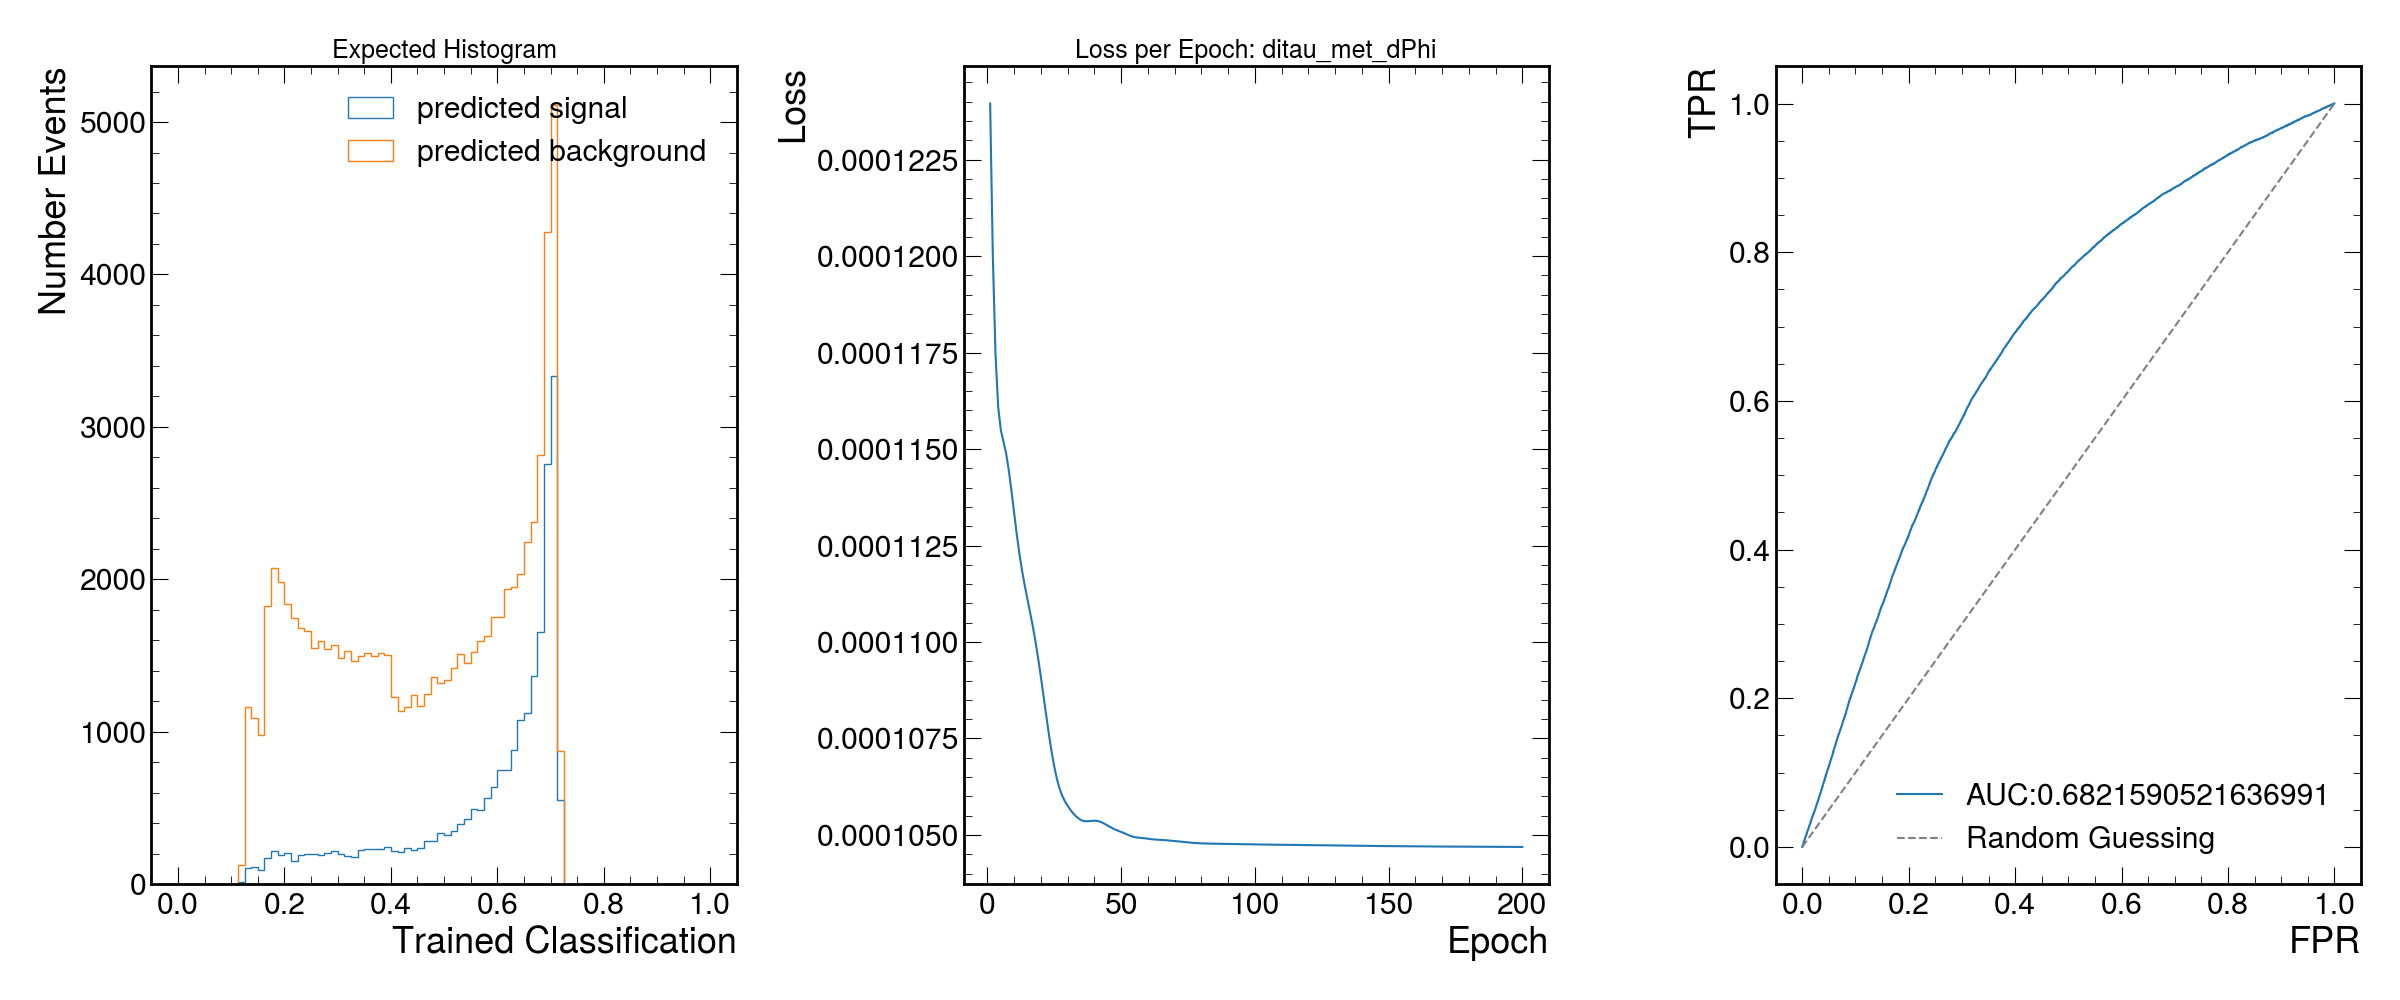 Expected Histogram
Number Events
5000
4000
3000
2000
1000
0
predicted signal
predicted background
0.0 0.2 0.4 0.6 0.8 1.0
Trained Classification
Loss per Epoch: ditau_met_dPhi
Loss
0.0001225
0.0001200
0.0001175
0.0001150
0.0001125
0.0001100
0.0001075
0.0001050
0 50 100 150 200
Epoch
TPR
1.0
0.8
0.6
0.4
0.2
0.0
AUC:0.6821590521636991
Random Guessing
0.0 0.2 0.4 0.6 0.8 1.0
FPR